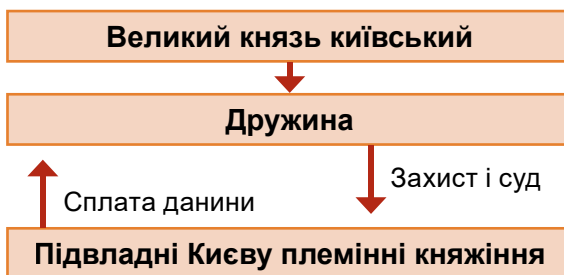 Великий князь київський
Дружина
Захист і суд
Сплата данини
Підвладні Києву племінні княжіння